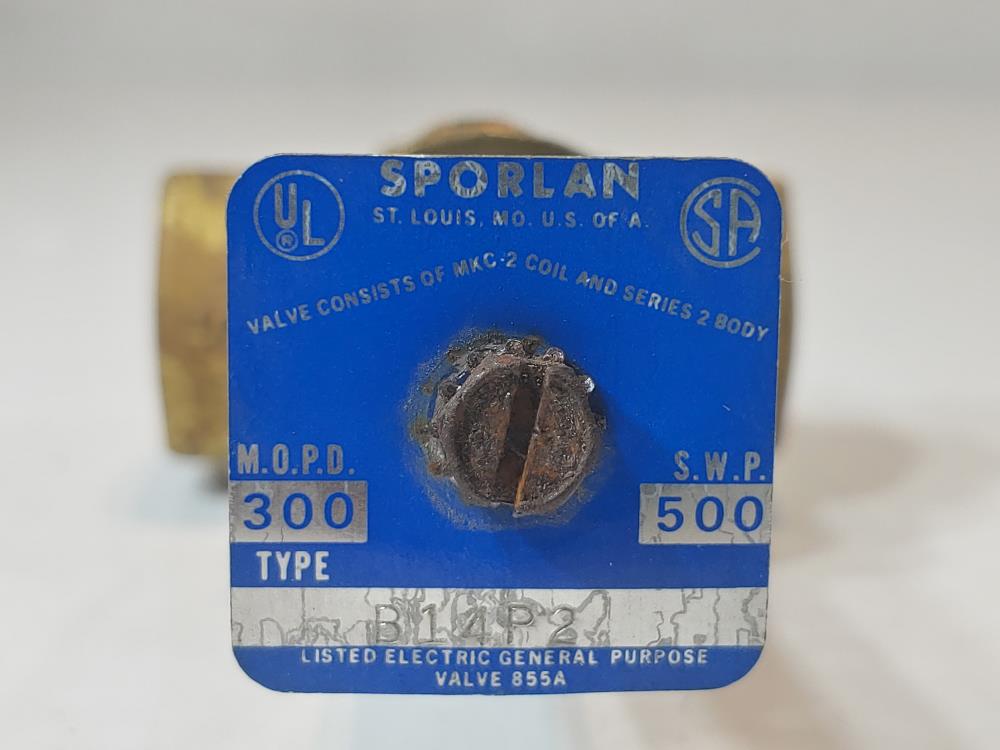 SPORLAN
UL ®
ST. LOUIS, MO. U.S. OF A.
SA
VALVE CONSISTS OF MKC-2 COIL AND SERIES 2 BODY
M.O.P.D.
S.W.P.
300
500
TYPE
B14P2
LISTED ELECTRIC GENERAL PURPOSE
VALVE 855A